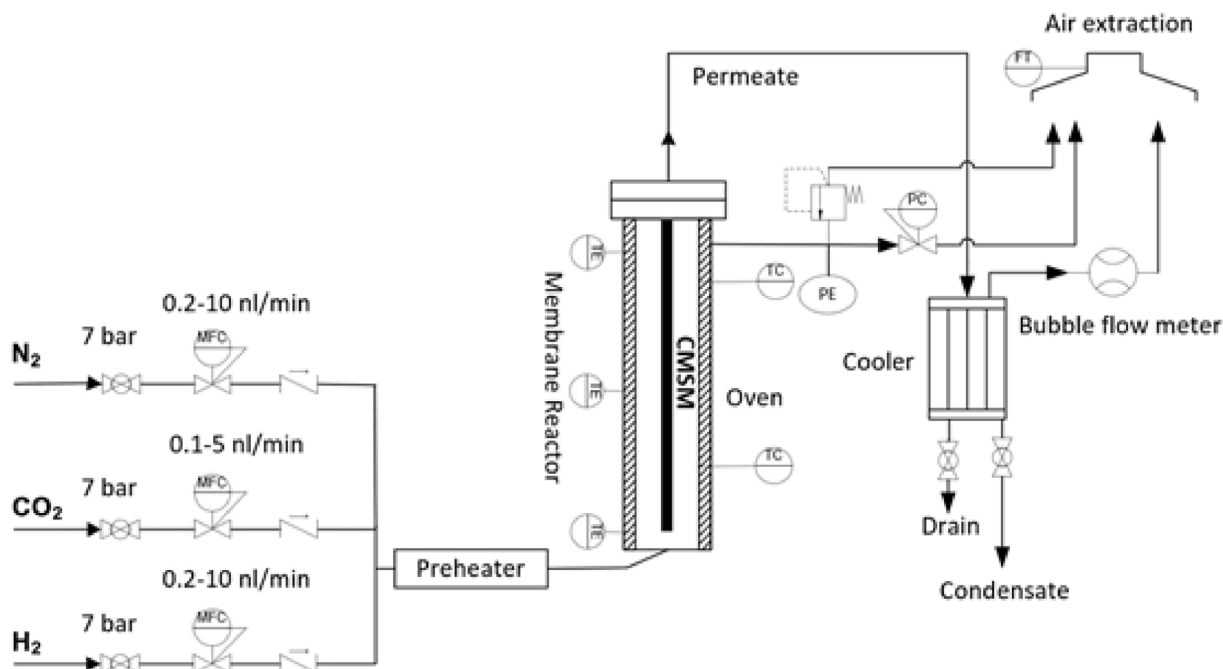 Air extraction
FT
Permeate
PC
TE
TC
PE
Membrane Reactor
CMSM
0.2-10 nl/min
7 bar
MFC
N₂
Bubble flow meter
Cooler
TE
Oven
0.1-5 nl/min
7 bar
MFC
TC
CO₂
Drain
TE
Preheater
Condensate
0.2-10 nl/min
7 bar
MFC
H₂